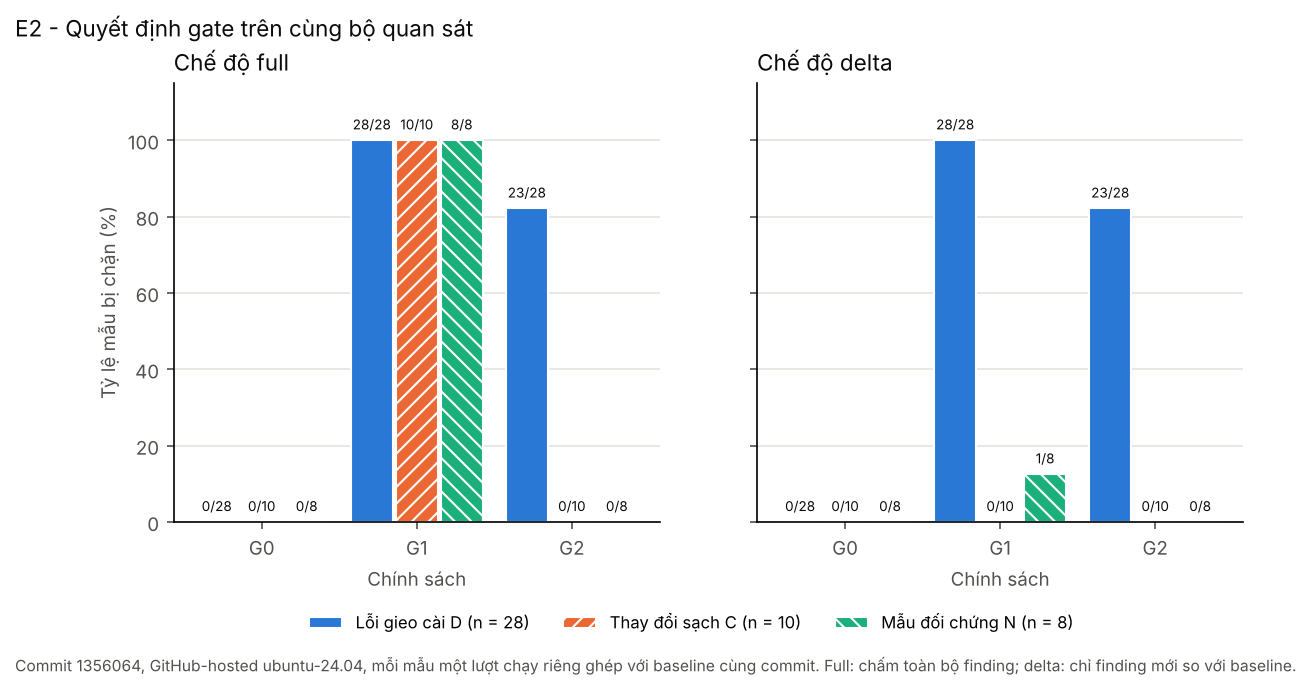 E2 - Quyết định gate trên cùng bộ quan sát
Chế độ full
Tỷ lệ mẫu bị chặn (%)
100
80
60
40
20
0
28/28 10/10 8/8
23/28
0/28 0/10 0/8
0/10 0/8
G0 G1 G2
Chính sách
Chế độ delta
28/28
23/28
1/8
0/28 0/10 0/8
0/10
0/10 0/8
G0 G1 G2
Chính sách
Lỗi gieo cài D (n = 28)
Thay đổi sạch C (n = 10)
Mẫu đối chứng N (n = 8)
Commit 1356064, GitHub-hosted ubuntu-24.04, mỗi mẫu một lượt chạy riêng ghép với baseline cùng commit. Full: chấm toàn bộ finding; delta: chỉ finding mới so với baseline.